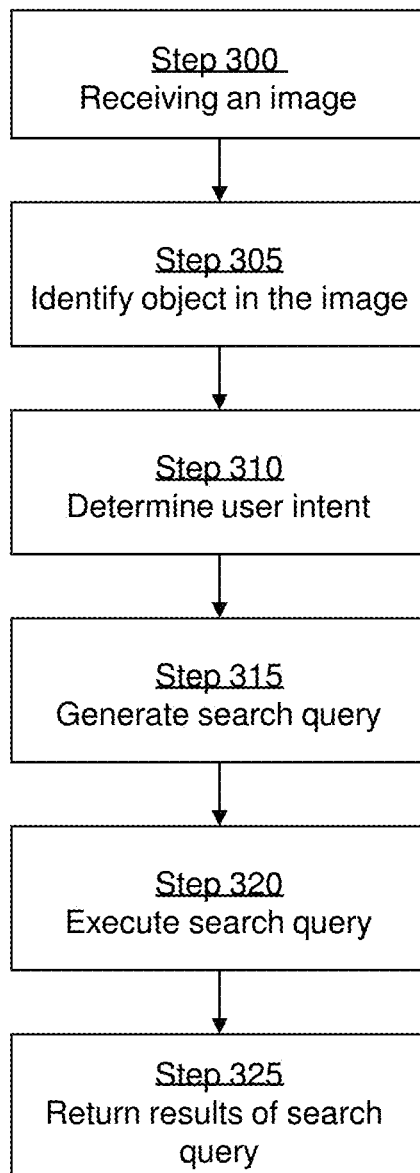 Step 300
Receiving an image
Step 305
Identify object in the image
Step 310
Determine user intent
Step 315
Generate search query
Step 320
Execute search query
Step 325
Return results of search
query